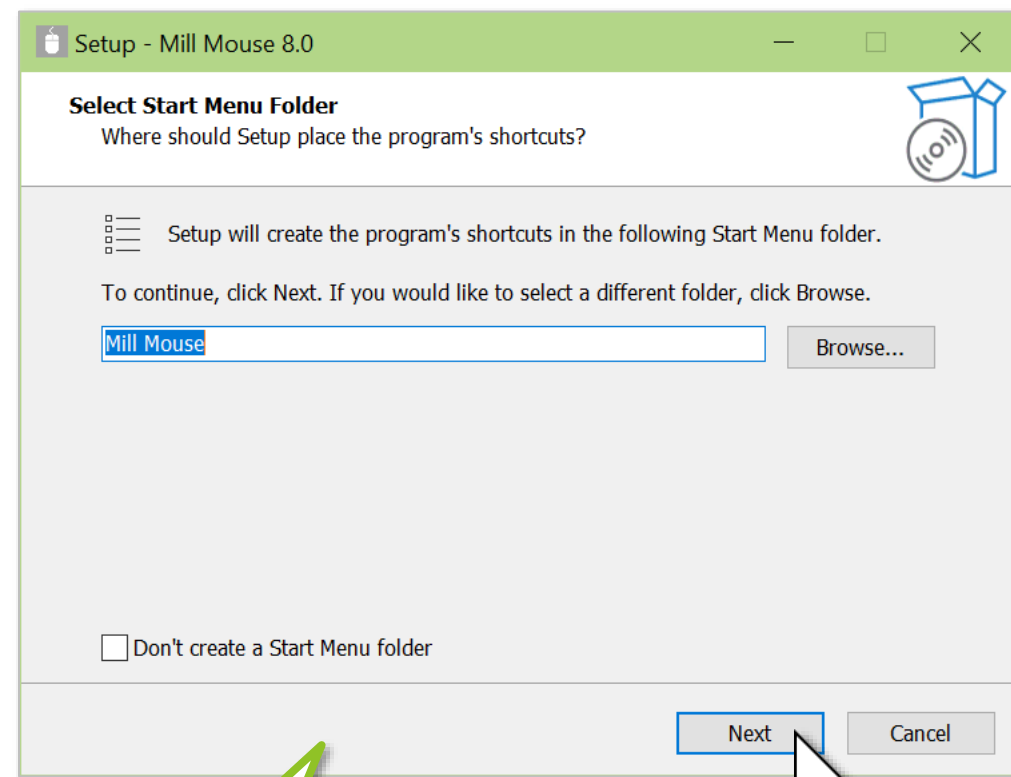 Setup - Mill Mouse 8.0
Select Start Menu Folder
Where should Setup place the program's shortcuts?
Setup will create the program's shortcuts in the following Start Menu folder.
To continue, click Next. If you would like to select a different folder, click Browse.
Mill Mouse
Browse...
Don't create a Start Menu folder
Next
Cancel